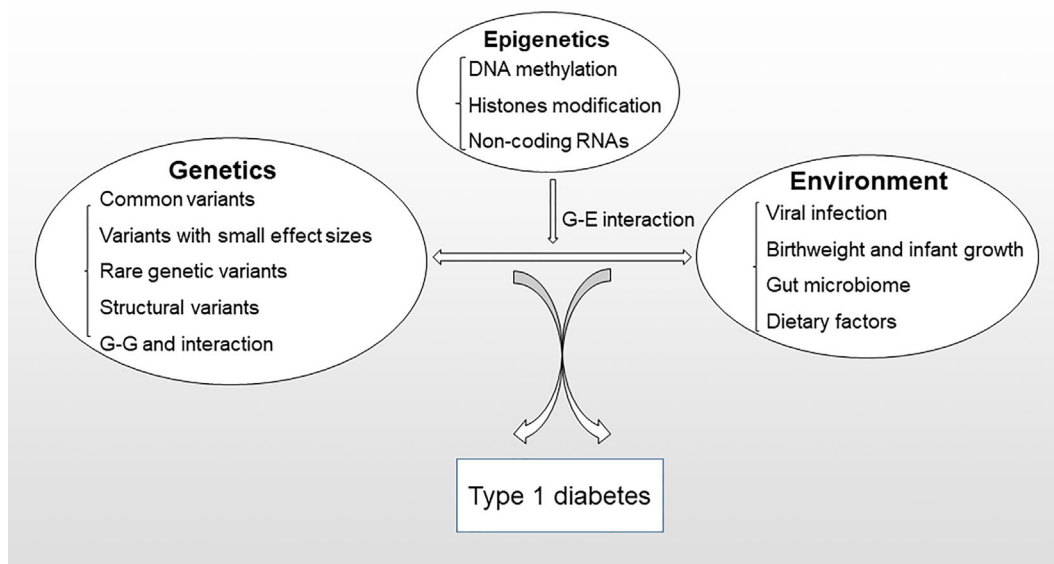 Epigenetics
DNA methylation
Histones modification
Non-coding RNAs
Genetics
Common variants
Variants with small effect sizes
Rare genetic variants
Structural variants
G-G and interaction
G-E interaction
Environment
Viral infection
Birthweight and infant growth
Gut microbiome
Dietary factors
Type 1 diabetes